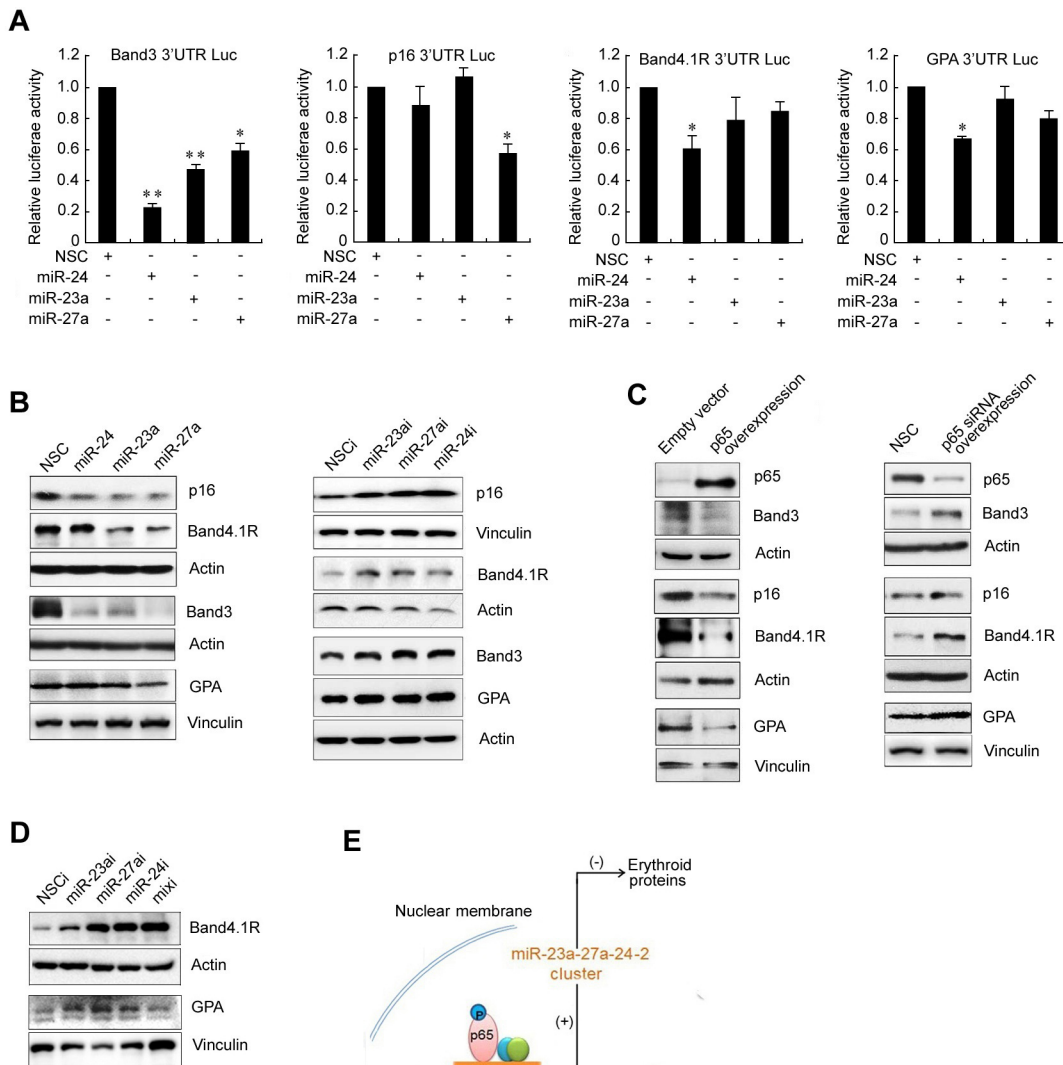 A
Band3 3'UTR Luc
Relative luciferae activity
1.2
1.0
0.8
0.6
0.4
0.2
0
** ** *
NSC + - - -
miR-24 - + - -
miR-23a - - + -
miR-27a - - - +
p16 3'UTR Luc
Relative luciferae activity
1.2
1.0
0.8
0.6
0.4
0.2
0
*
NSC + - - -
miR-24 - + - -
miR-23a - - + -
miR-27a - - - +
Band4.1R 3'UTR Luc
Relative luciferae activity
1.2
1.0
0.8
0.6
0.4
0.2
0
*
NSC + - - -
miR-24 - + - -
miR-23a - - + -
miR-27a - - - +
GPA 3'UTR Luc
Relative luciferae activity
1.2
1.0
0.8
0.6
0.4
0.2
0
*
NSC + - - -
miR-24 - + - -
miR-23a - - + -
miR-27a - - - +
B
NSC miR-24 miR-23a miR-27a
p16
Band4.1R
Actin
Band3
Actin
GPA
Vinculin
NSCi miR-23ai miR-27ai miR-24i
p16
Vinculin
Band4.1R
Actin
Band3
GPA
Actin
C
Empty vector
p65 overexpression
p65
Band3
Actin
p16
Band4.1R
Actin
GPA
Vinculin
NSC
p65 siRNA overexpression
p65
Band3
Actin
p16
Band4.1R
Actin
GPA
Vinculin
D
NSCi miR-23ai miR-27ai miR-24i mixi
Band4.1R
Actin
GPA
Vinculin
E
(-)
Erythroid
proteins
Nuclear membrane
miR-23a-27a-24-2
cluster
(+)
P
p65